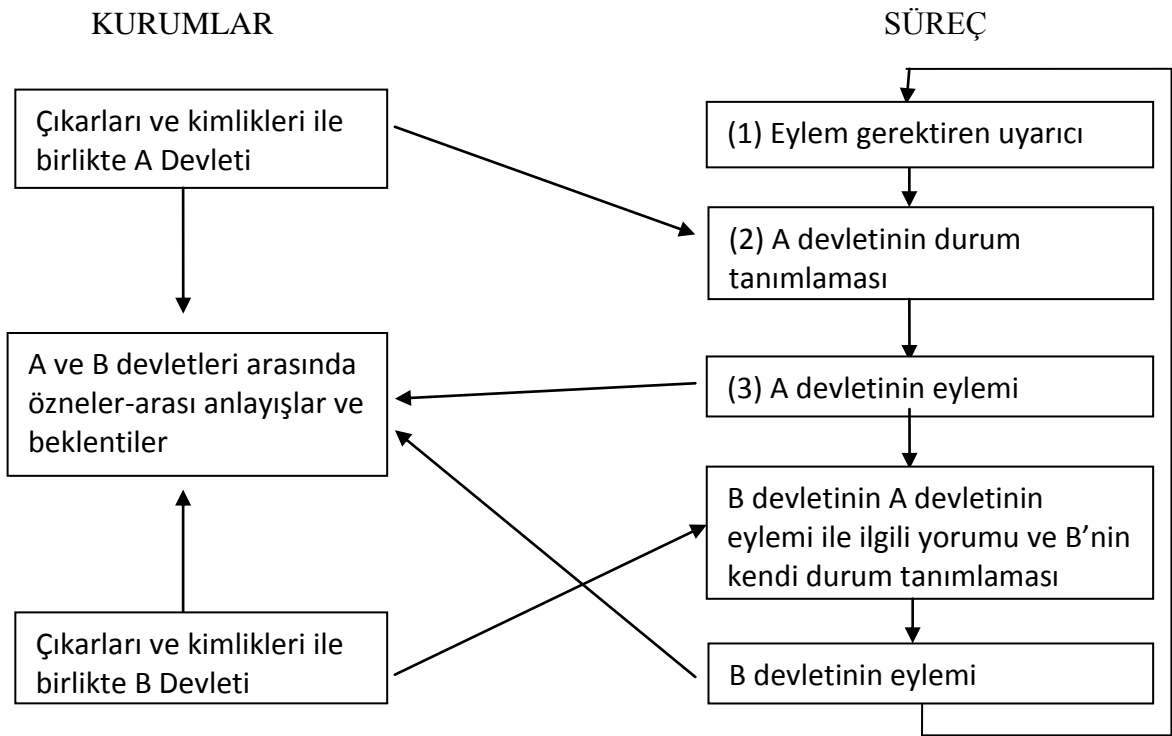 KURUMLAR
SÜREÇ
Çıkarları ve kimlikleri ile
birlikte A Devleti
(1) Eylem gerektiren uyarıcı
(2) A devletinin durum
tanımlaması
A ve B devletleri arasında
özneler-arası anlayışlar ve
beklentiler
(3) A devletinin eylemi
B devletinin A devletinin
eylemi ile ilgili yorumu ve B’nin
kendi durum tanımlaması
Çıkarları ve kimlikleri ile
birlikte B Devleti
B devletinin eylemi